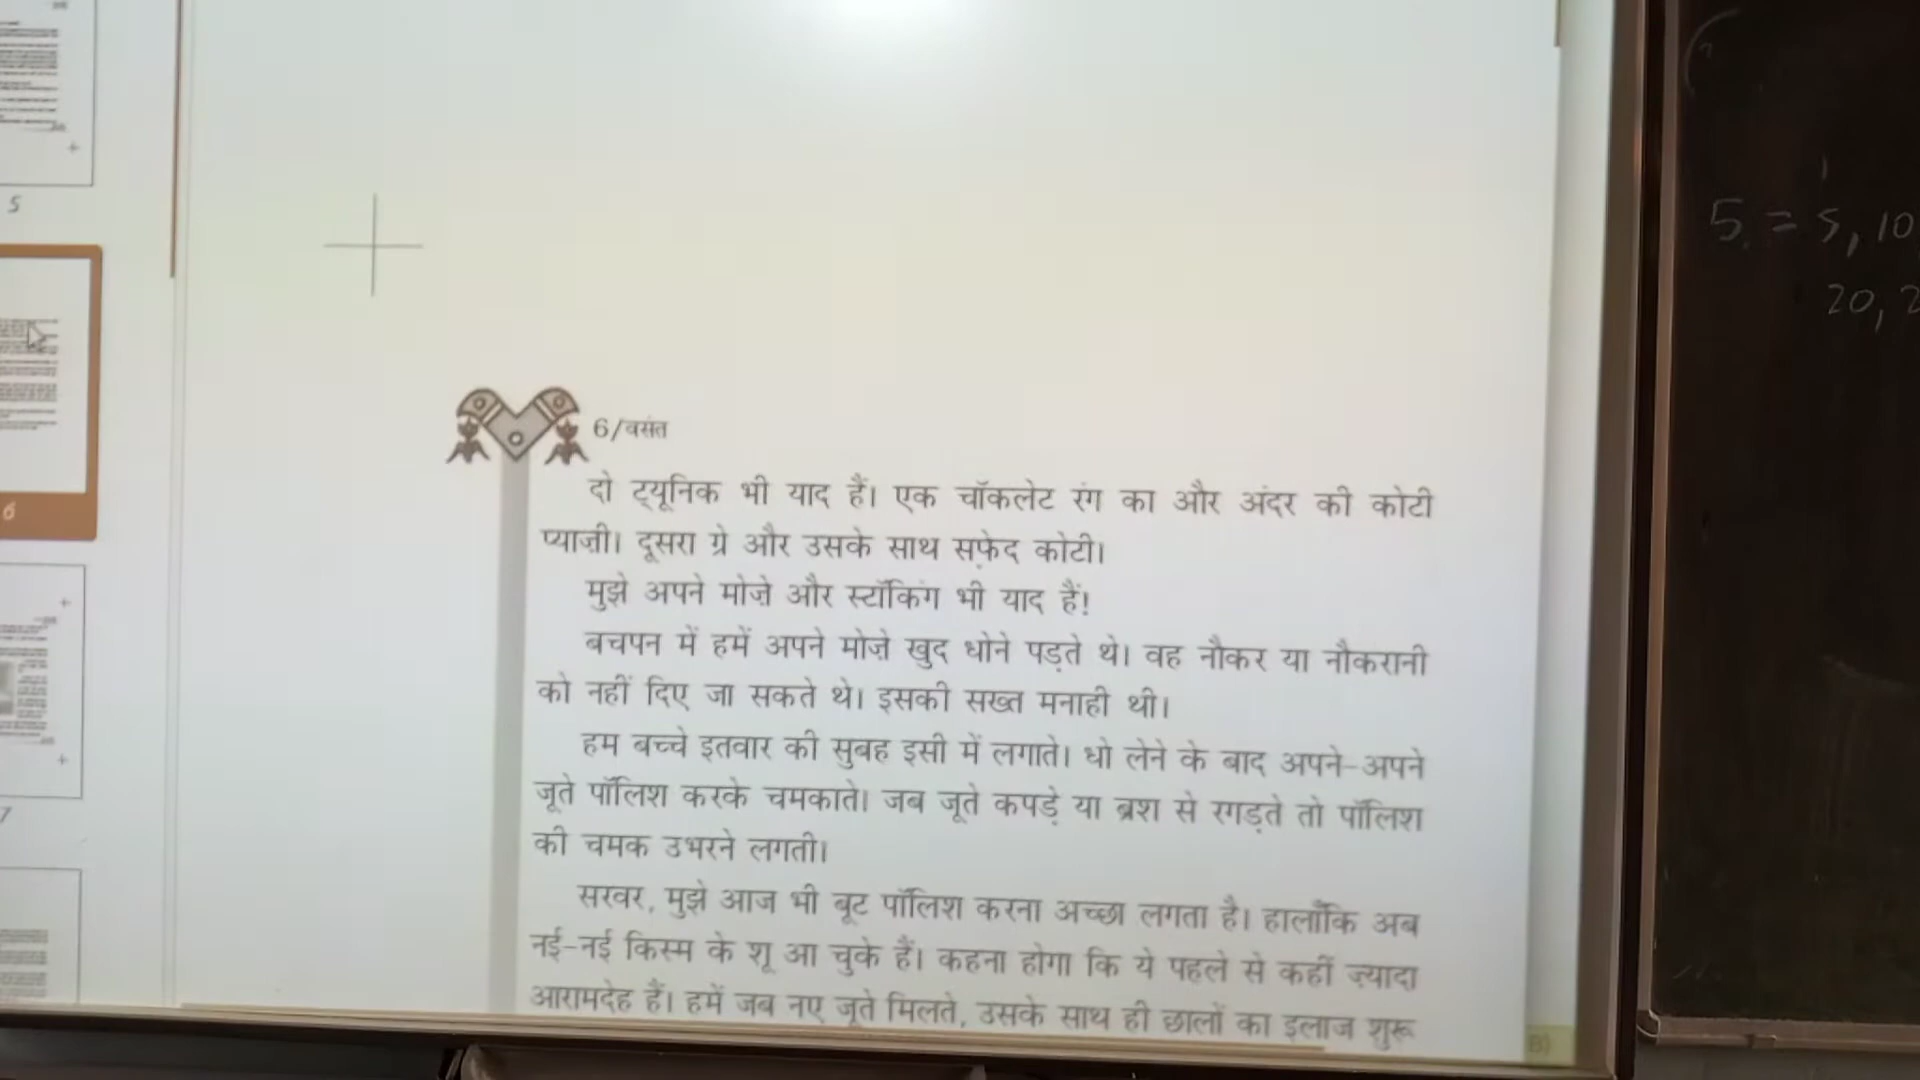 5
6
7
6/वसंत
दो ट्यूनिक भी याद हैं। एक चॉकलेट रंग का और अंदर की कोटी
प्याज़ी। दूसरा ग्रे और उसके साथ सफ़ेद कोटी।
मुझे अपने मोज़े और स्टॉकिंग भी याद हैं!
बचपन में हमें अपने मोज़े खुद धोने पड़ते थे। वह नौकर या नौकरानी
को नहीं दिए जा सकते थे। इसकी सख्त मनाही थी।
हम बच्चे इतवार की सुबह इसी में लगाते। धो लेने के बाद अपने-अपने
जूते पॉलिश करके चमकाते। जब जूते कपड़े या ब्रश से रगड़ते तो पॉलिश
की चमक उभरने लगती।
सरवर, मुझे आज भी बूट पॉलिश करना अच्छा लगता है। हालाँकि अब
नई-नई किस्म के शू आ चुके हैं। कहना होगा कि ये पहले से कहीं ज़्यादा
आरामदेह हैं। हमें जब नए जूते मिलते, उसके साथ ही छालों का इलाज शुरू
5 = 5, 10
20, 2